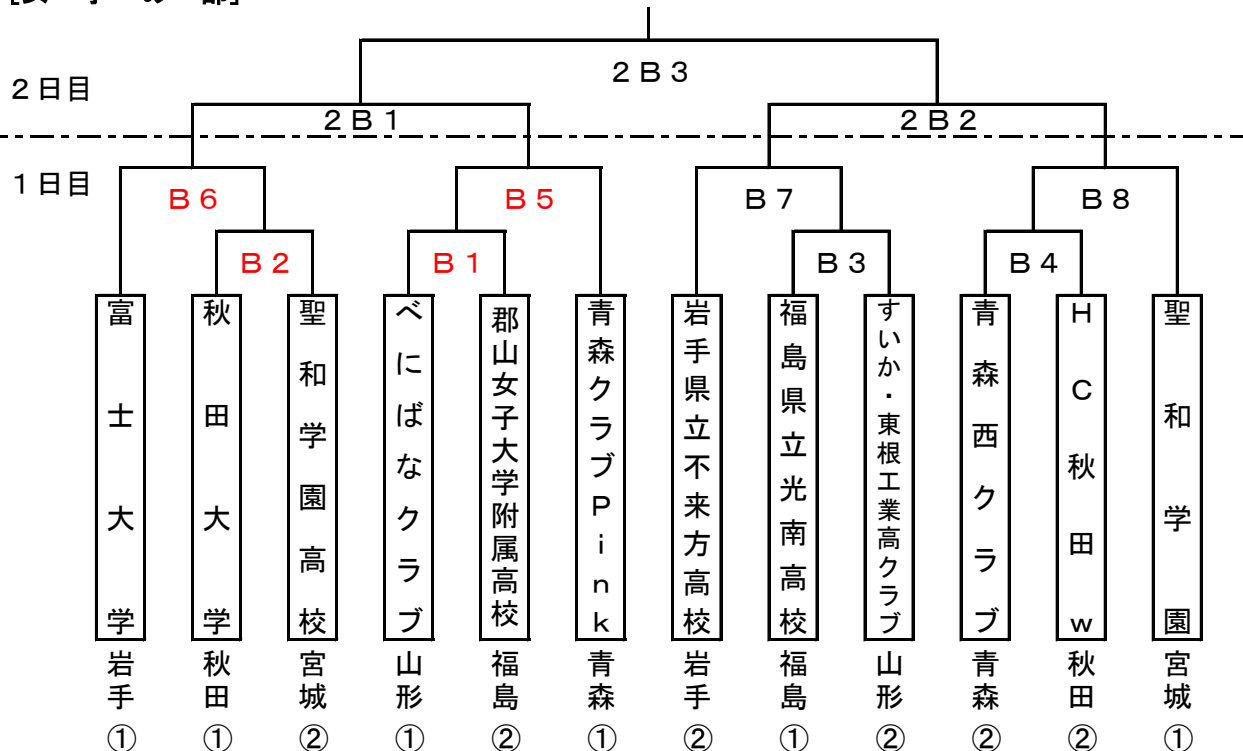 ２Ｂ３
２日目
２Ｂ１
２Ｂ２
１日目
Ｂ６
Ｂ５
Ｂ７
Ｂ８
Ｂ２
Ｂ１
Ｂ３
Ｂ４
富士大学
秋田大学
聖和学園高校
べにばなクラブ
郡山女子大学附属高校
青森クラブＰｉｎｋ
岩手県立不来方高校
福島県立光南高校
すいか・東根工業高クラブ
青森西クラブ
ＨＣ秋田ｗ
聖和学園
岩手①
秋田①
宮城②
山形①
福島②
青森①
岩手②
福島①
山形②
青森②
秋田②
宮城①